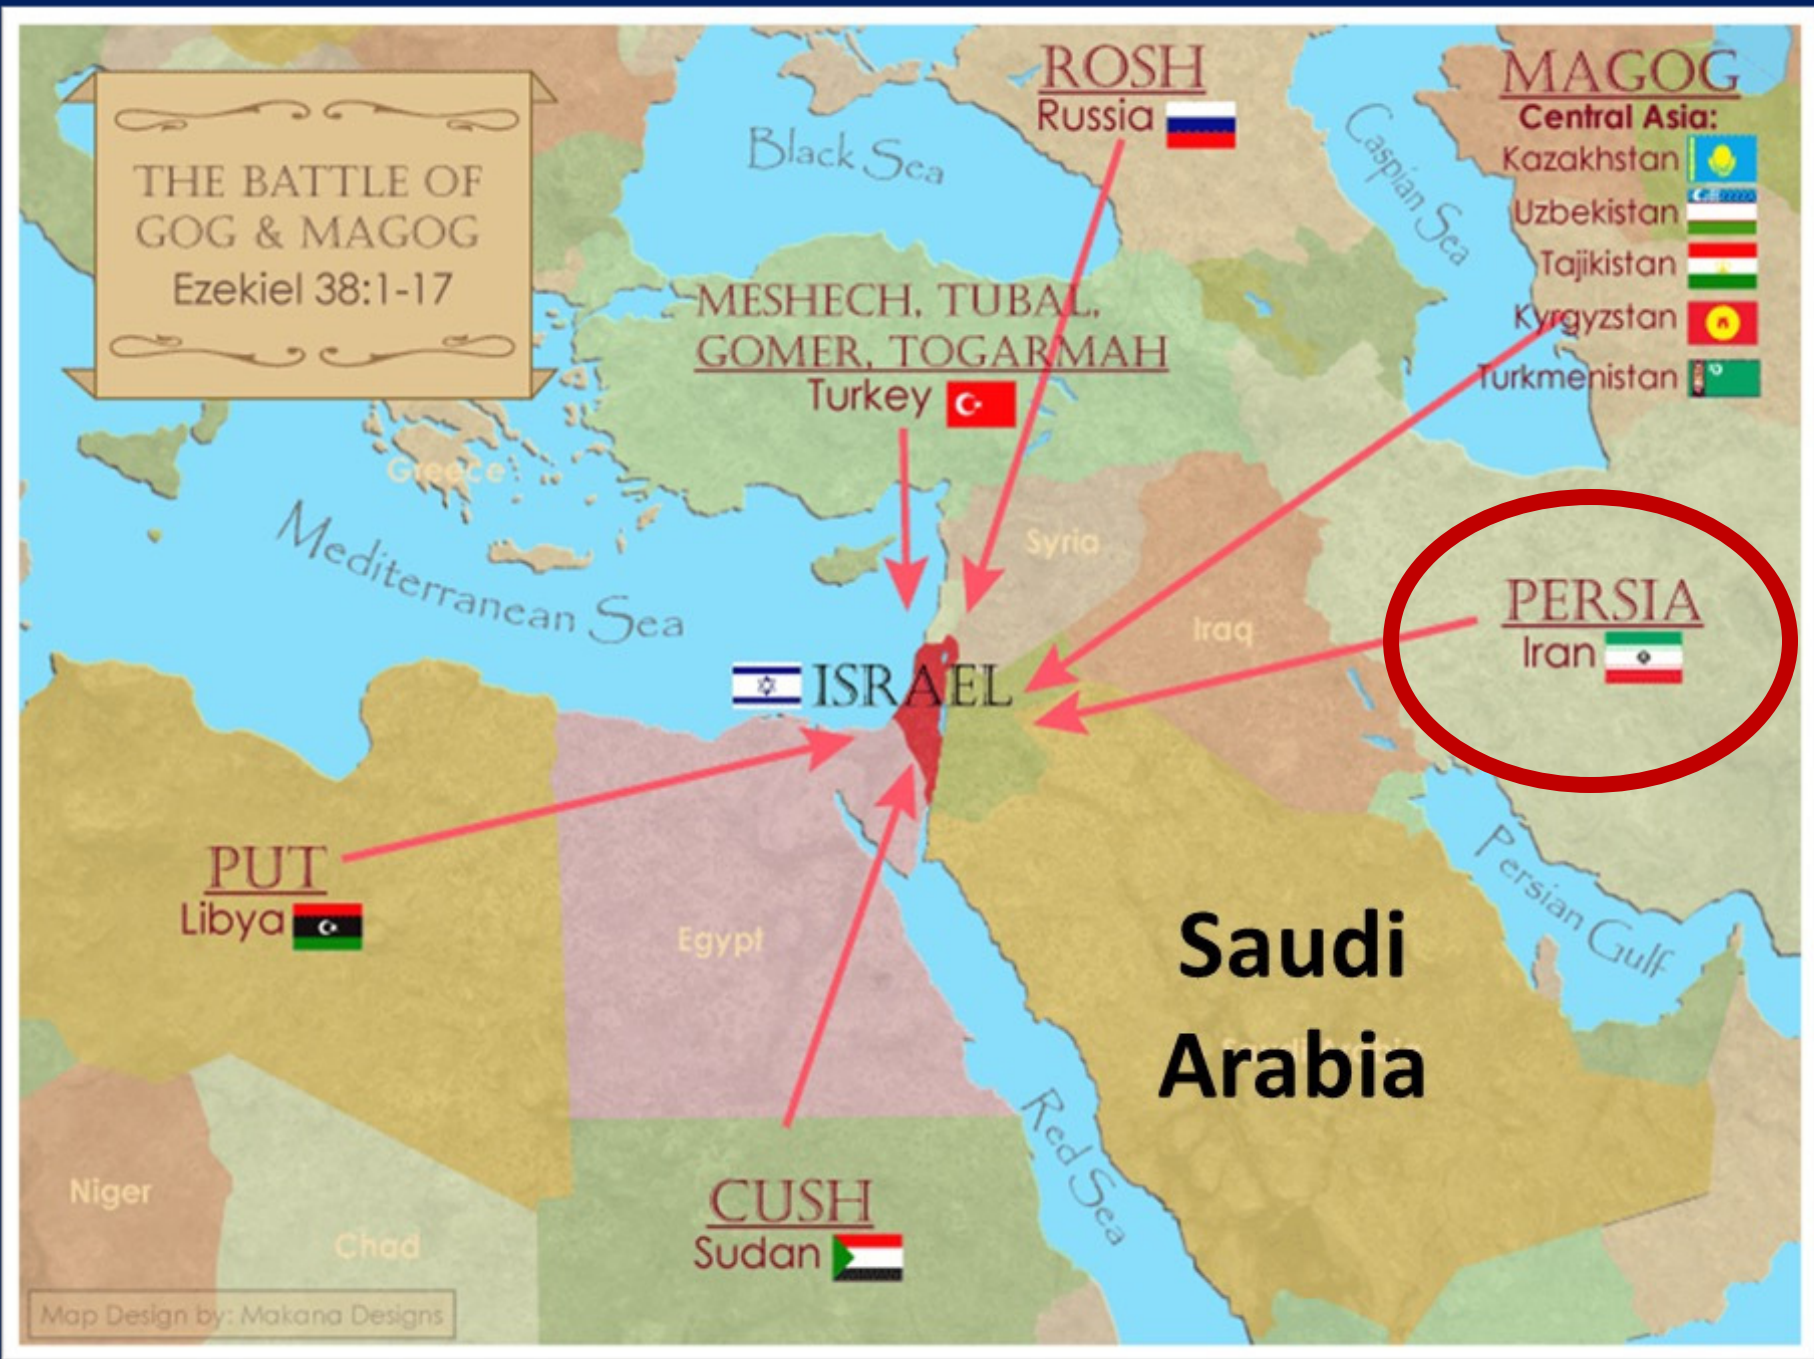 THE BATTLE OF
GOG & MAGOG
Ezekiel 38:1-17
ROSH
Russia
MAGOG
Central Asia:
Kazakhstan
Uzbekistan
Tajikistan
Kyrgyzstan
Turkmenistan
Black Sea
Caspian Sea
MESHECH, TUBAL,
GOMER, TOGARMAH
Turkey
Greece
Mediterranean Sea
Syria
Iraq
PERSIA
Iran
ISRAEL
PUT
Libya
Egypt
Saudi
Arabia
Saudi Arabia
Persian Gulf
Red Sea
Niger
Chad
CUSH
Sudan
Map Design by: Makana Designs